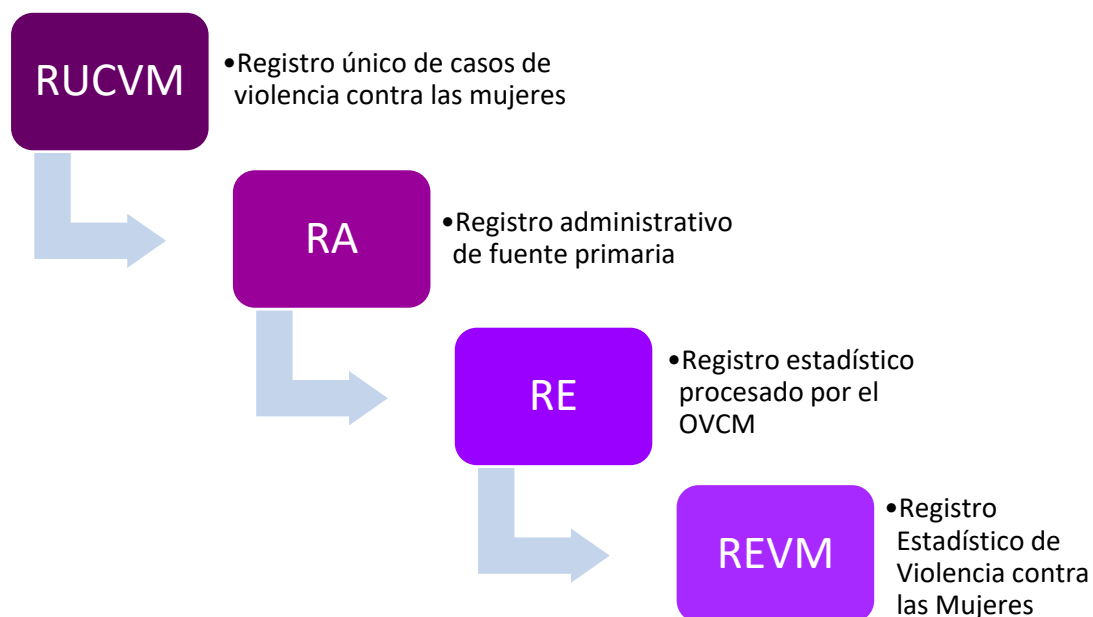 RUCVM
•Registro único de casos de
violencia contra las mujeres
RA
•Registro administrativo
de fuente primaria
RE
•Registro estadístico
procesado por el
OVCM
REVM
•Registro
Estadístico de
Violencia contra
las Mujeres